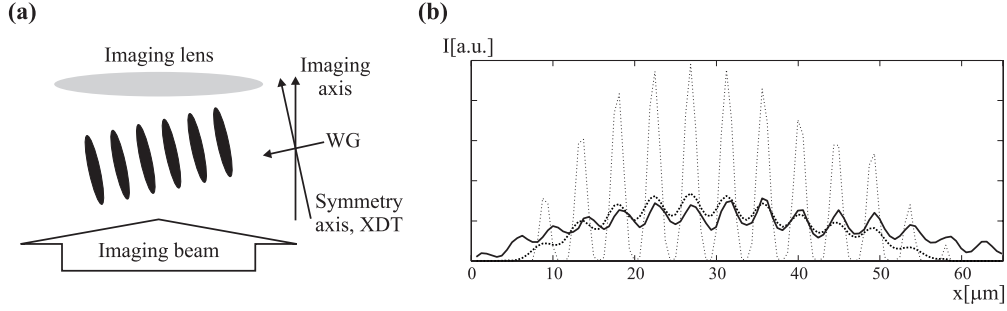 (a)
Imaging lens
Imaging
axis
WG
Symmetry
axis, XDT
Imaging beam
(b)
I[a.u.]
0 10 20 30 40 50 60
x[μm]